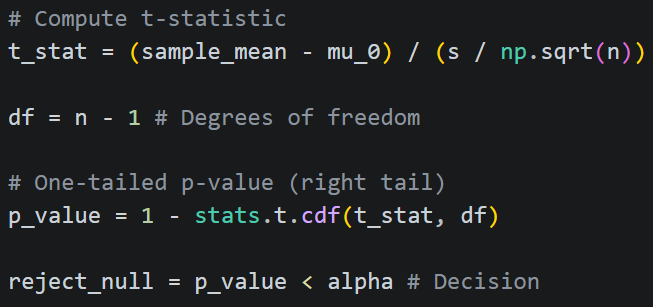 # Compute t-statistic
t_stat = (sample_mean - mu_0) / (s / np.sqrt(n))
df = n - 1 # Degrees of freedom
# One-tailed p-value (right tail)
p_value = 1 - stats.t.cdf(t_stat, df)
reject_null = p_value < alpha # Decision